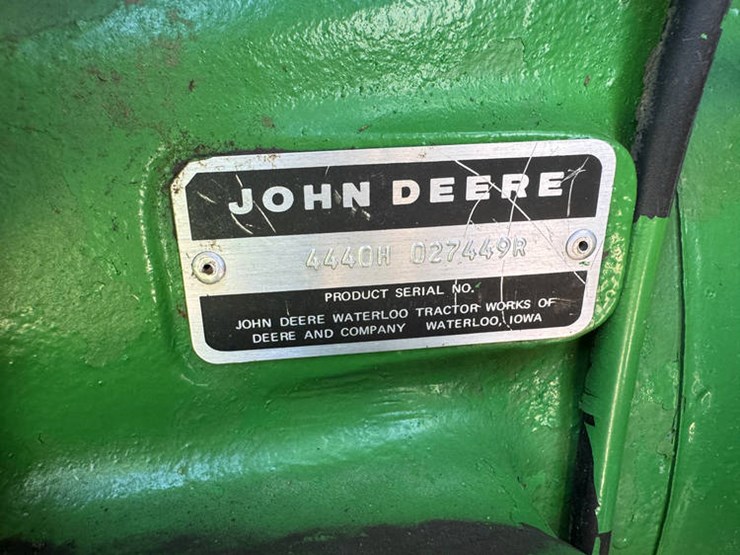 JOHN DEERE
4440H 027449R
PRODUCT SERIAL NO.
JOHN DEERE WATERLOO TRACTOR WORKS OF
DEERE AND COMPANY WATERLOO, IOWA